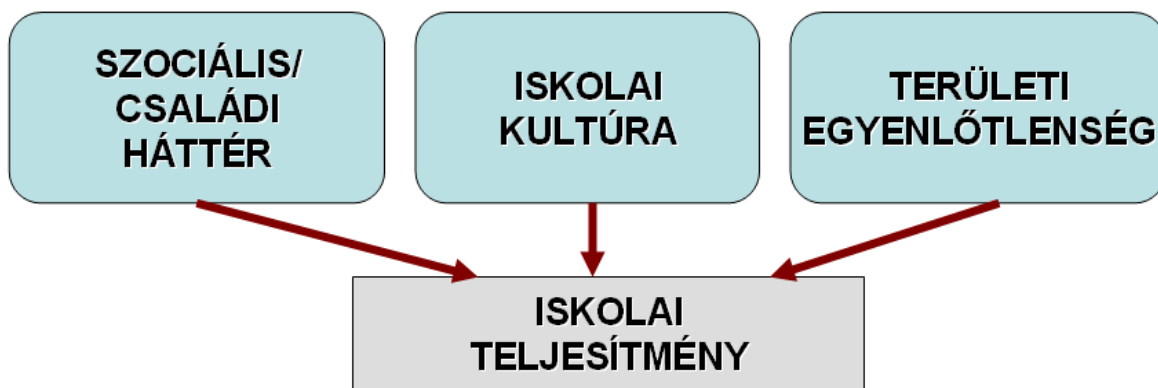 SZOCIÁLIS/
CSALÁDI
HÁTTÉR
ISKOLAI
KULTÚRA
TERÜLETI
EGYENLŐTLENSÉG
ISKOLAI
TELJESÍTMÉNY